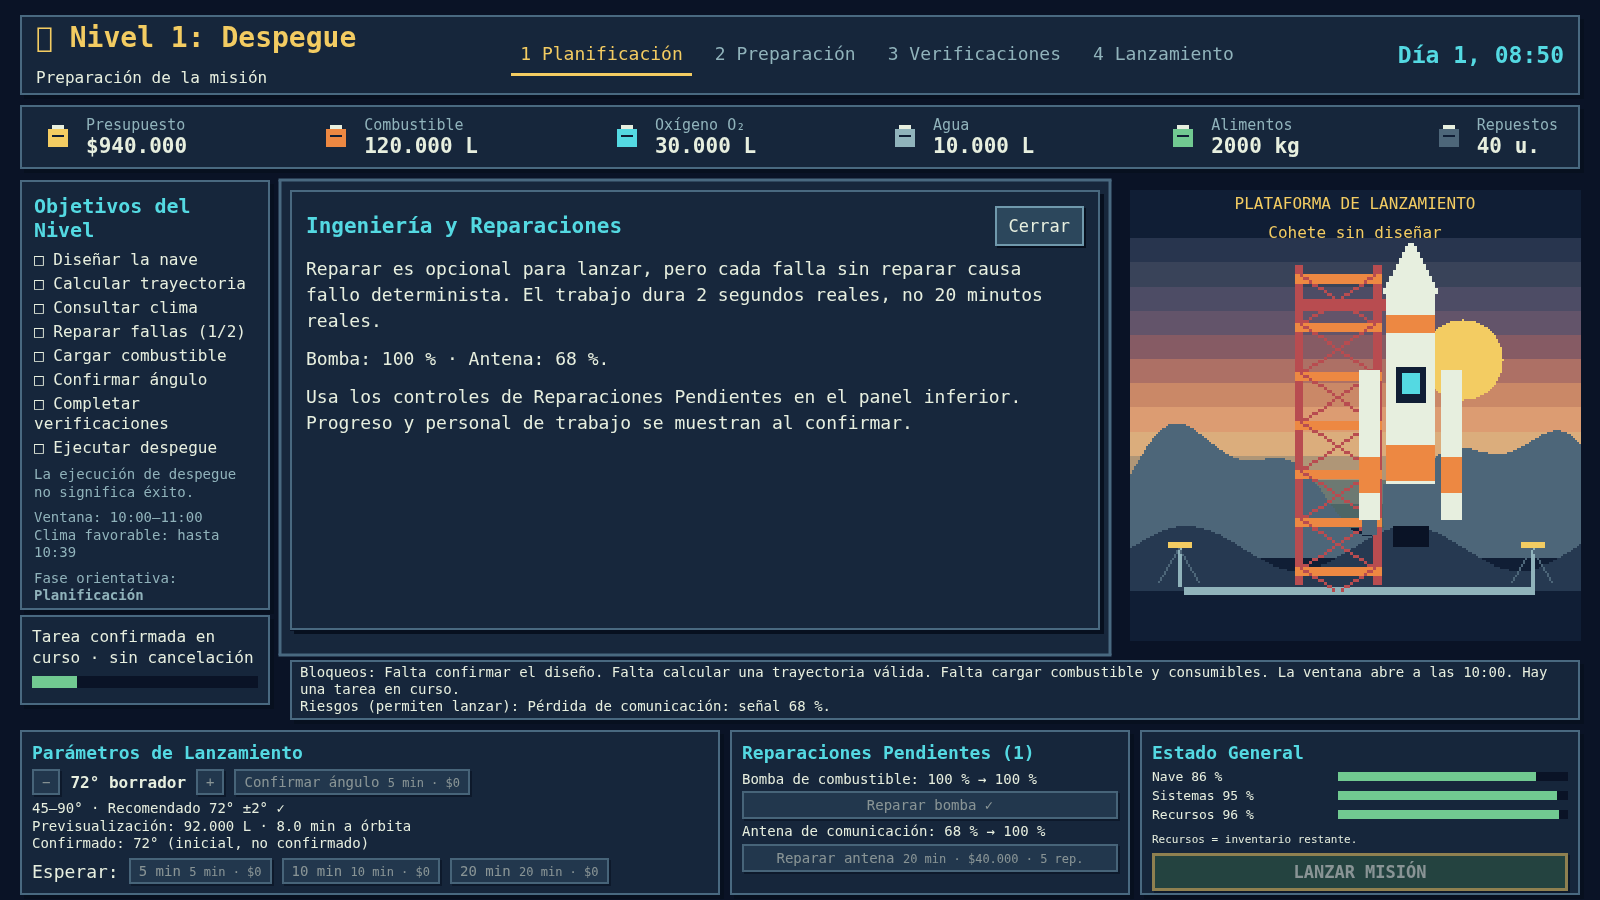 Nivel 1: Despegue
Preparación de la misión
1 Planificación
2 Preparación
3 Verificaciones
4 Lanzamiento
Día 1, 08:50
Presupuesto
$940.000
Combustible
120.000 L
Oxígeno O₂
30.000 L
Agua
10.000 L
Alimentos
2000 kg
Repuestos
40 u.
Objetivos del
Nivel
□ Diseñar la nave
□ Calcular trayectoria
□ Consultar clima
□ Reparar fallas (1/2)
□ Cargar combustible
□ Confirmar ángulo
□ Completar
verificaciones
□ Ejecutar despegue
La ejecución de despegue
no significa éxito.
Ventana: 10:00–11:00
Clima favorable: hasta
10:39
Fase orientativa:
Planificación
Tarea confirmada en
curso · sin cancelación
Ingeniería y Reparaciones
Cerrar
Reparar es opcional para lanzar, pero cada falla sin reparar causa
fallo determinista. El trabajo dura 2 segundos reales, no 20 minutos
reales.
Bomba: 100 % · Antena: 68 %.
Usa los controles de Reparaciones Pendientes en el panel inferior.
Progreso y personal de trabajo se muestran al confirmar.
PLATAFORMA DE LANZAMIENTO
Cohete sin diseñar
Bloqueos: Falta confirmar el diseño. Falta calcular una trayectoria válida. Falta cargar combustible y consumibles. La ventana abre a las 10:00. Hay
una tarea en curso.
Riesgos (permiten lanzar): Pérdida de comunicación: señal 68 %.
Parámetros de Lanzamiento
− 72° borrador + Confirmar ángulo 5 min · $0
45–90° · Recomendado 72° ±2° ✓
Previsualización: 92.000 L · 8.0 min a órbita
Confirmado: 72° (inicial, no confirmado)
Esperar: 5 min 5 min · $0 10 min 10 min · $0 20 min 20 min · $0
Reparaciones Pendientes (1)
Bomba de combustible: 100 % → 100 %
Reparar bomba ✓
Antena de comunicación: 68 % → 100 %
Reparar antena 20 min · $40.000 · 5 rep.
Estado General
Nave 86 %
Sistemas 95 %
Recursos 96 %
Recursos = inventario restante.
LANZAR MISIÓN